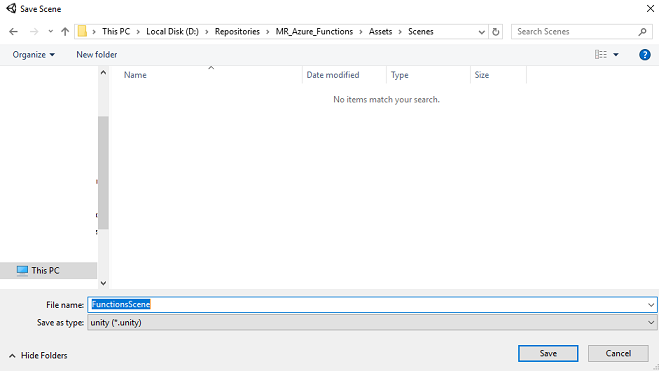 Save Scene
This PC > Local Disk (D:) > Repositories > MR_Azure_Functions > Assets > Scenes
Search Scenes
Organize
New folder
?
Name
Date modified
Type
Size
No items match your search.
This PC
File name:
FunctionsScene
Save as type:
unity (*.unity)
Hide Folders
Save
Cancel